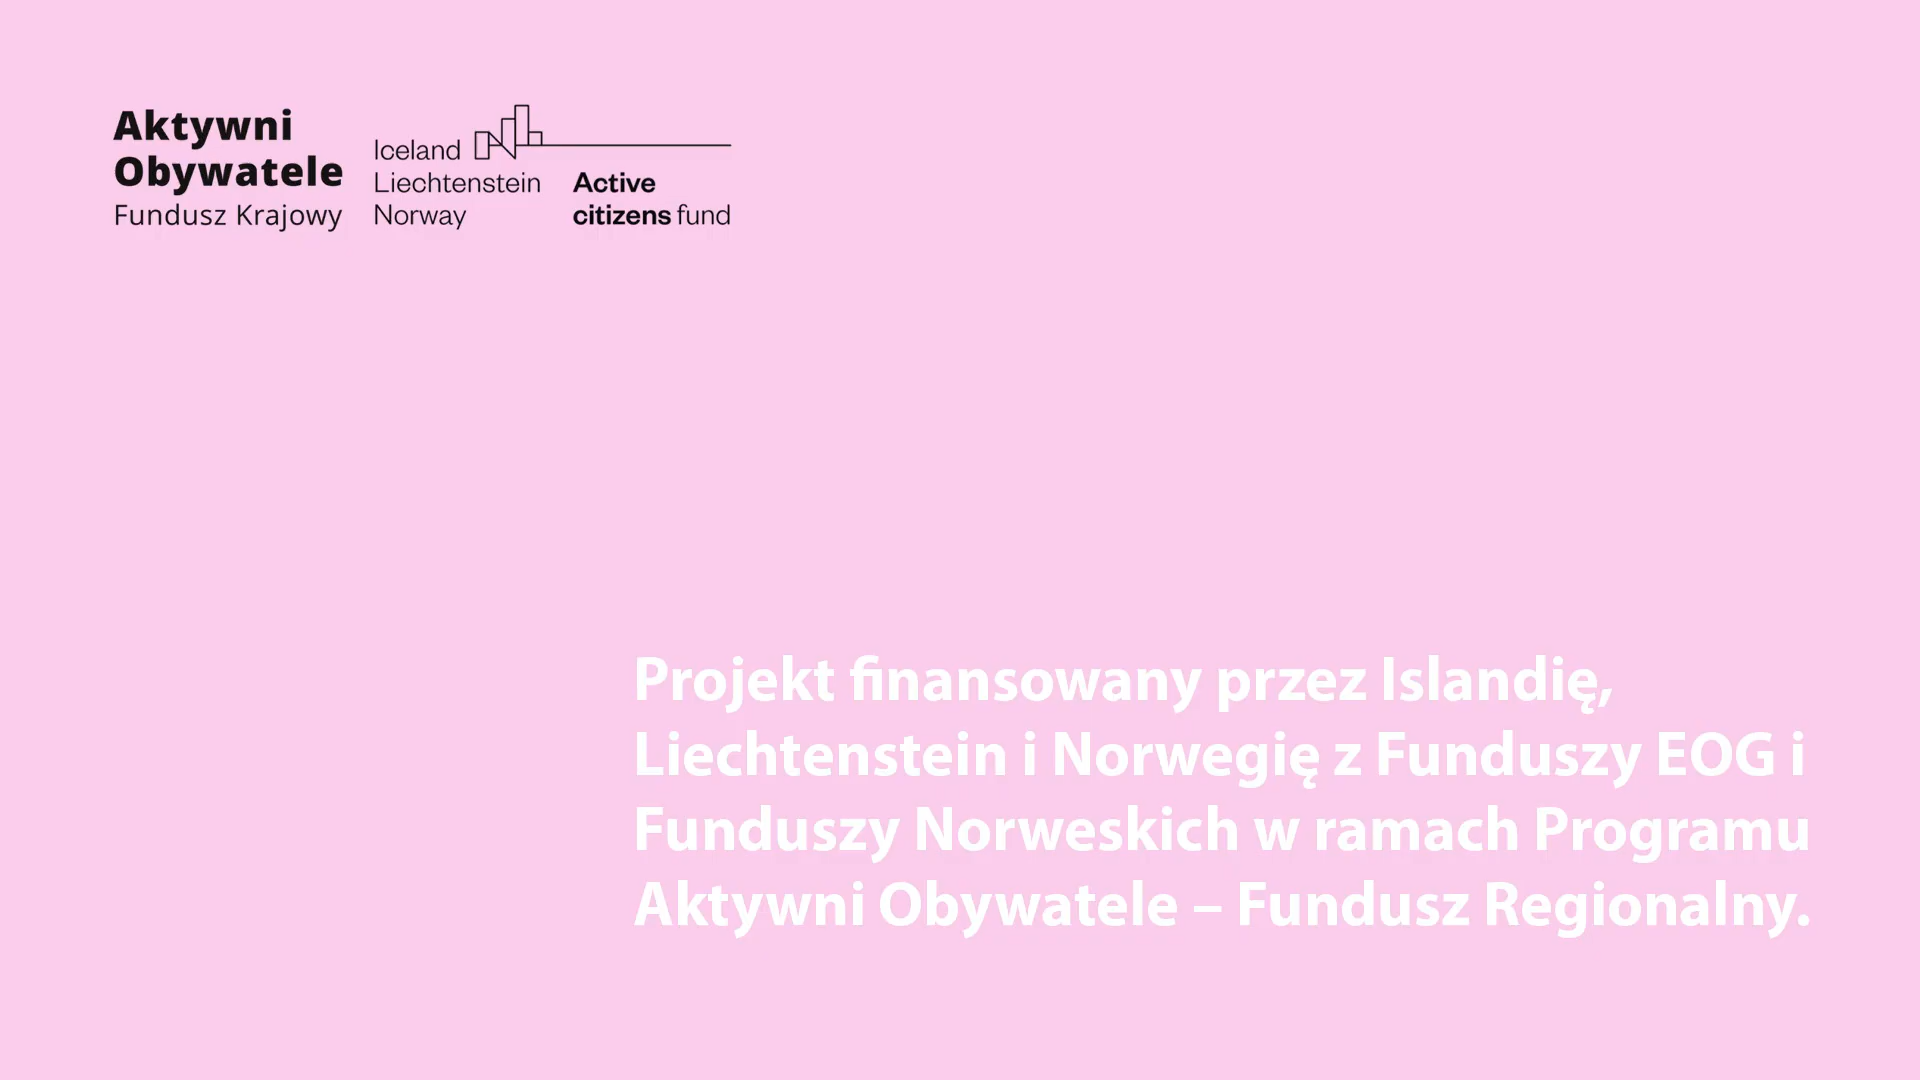 Aktywni
Obywatele
Fundusz Krajowy
Iceland
Liechtenstein
Norway
Active
citizens fund
Projekt finansowany przez Islandię,
Liechtenstein i Norwegię z Funduszy EOG i
Funduszy Norweskich w ramach Programu
Aktywni Obywatele – Fundusz Regionalny.